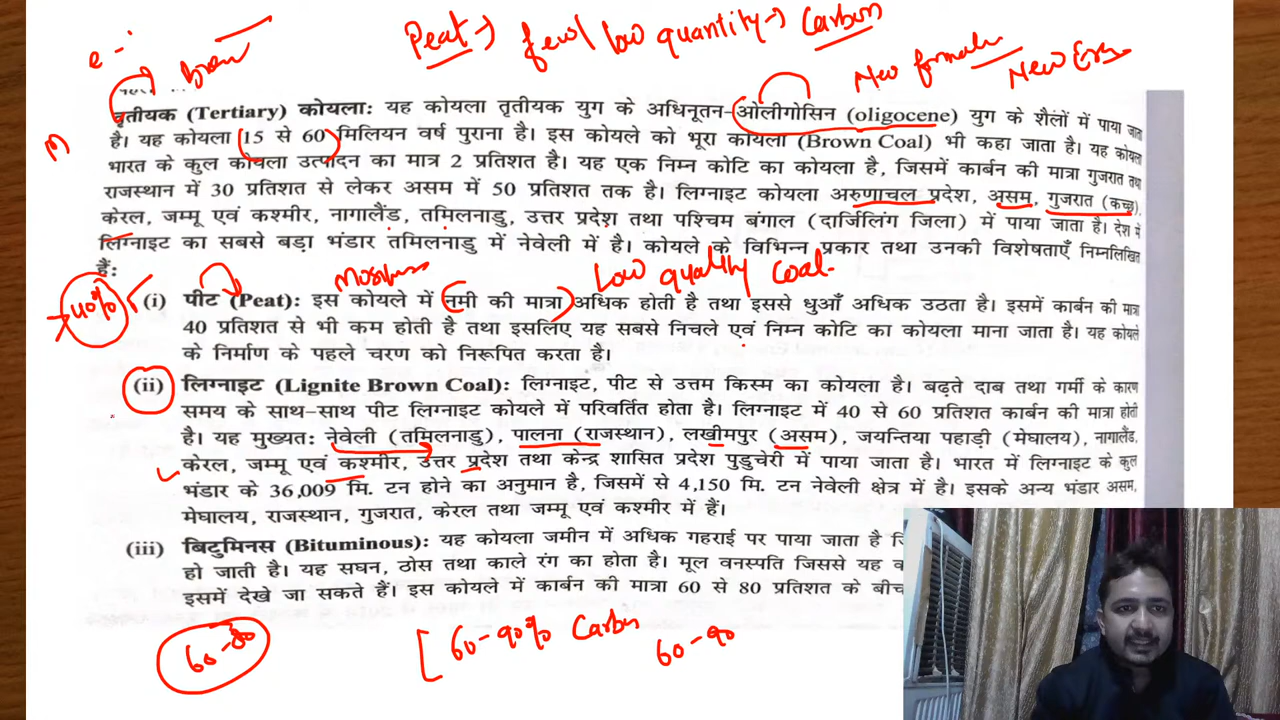 e-
Brown
Peat → few/low quantity → Carbon
New formale
New Era
तृतीयक (Tertiary) कोयला: यह कोयला तृतीयक युग के अधिनूतन-ओलीगोसिन (oligocene) युग के शैलों में पाया जाता
है। यह कोयला 15 से 60 मिलियन वर्ष पुराना है। इस कोयले को भूरा कोयला (Brown Coal) भी कहा जाता है। यह कोयला
भारत के कुल कोयला उत्पादन का मात्र 2 प्रतिशत है। यह एक निम्न कोटि का कोयला है, जिसमें कार्बन की मात्रा गुजरात तथा
राजस्थान में 30 प्रतिशत से लेकर असम में 50 प्रतिशत तक है। लिग्नाइट कोयला अरुणाचल प्रदेश, असम, गुजरात (कच्छ),
केरल, जम्मू एवं कश्मीर, नागालैंड, तमिलनाडु, उत्तर प्रदेश तथा पश्चिम बंगाल (दार्जिलिंग जिला) में पाया जाता है। देश में
लिग्नाइट का सबसे बड़ा भंडार तमिलनाडु में नेवेली में है। कोयले के विभिन्न प्रकार तथा उनकी विशेषताएँ निम्नलिखित
हैं:
Low quality coal
40%
(i) पीट (Peat): इस कोयले में नमी की मात्रा अधिक होती है तथा इससे धुआँ अधिक उठता है। इसमें कार्बन की मात्रा
40 प्रतिशत से भी कम होती है तथा इसलिए यह सबसे निचले एवं निम्न कोटि का कोयला माना जाता है। यह कोयले
के निर्माण के पहले चरण को निरूपित करता है।
(ii) लिग्नाइट (Lignite Brown Coal): लिग्नाइट, पीट से उत्तम किस्म का कोयला है। बढ़ते दाब तथा गर्मी के कारण
समय के साथ-साथ पीट लिग्नाइट कोयले में परिवर्तित होता है। लिग्नाइट में 40 से 60 प्रतिशत कार्बन की मात्रा होती
है। यह मुख्यत: नेवेली (तमिलनाडु), पालना (राजस्थान), लखीमपुर (असम), जयन्तिया पहाड़ी (मेघालय), नागालैंड,
केरल, जम्मू एवं कश्मीर, उत्तर प्रदेश तथा केन्द्र शासित प्रदेश पुडुचेरी में पाया जाता है। भारत में लिग्नाइट के कुल
भंडार के 36,009 मि. टन होने का अनुमान है, जिसमें से 4,150 मि. टन नेवेली क्षेत्र में है। इसके अन्य भंडार असम,
मेघालय, राजस्थान, गुजरात, केरल तथा जम्मू एवं कश्मीर में हैं।
(iii) बिटुमिनस (Bituminous): यह कोयला जमीन में अधिक गहराई पर पाया जाता है
हो जाती है। यह सघन, ठोस तथा काले रंग का होता है। मूल वनस्पति जिससे यह
इसमें देखे जा सकते हैं। इस कोयले में कार्बन की मात्रा 60 से 80 प्रतिशत के बीच
60-80
[ 60-90% Carbon
60-90